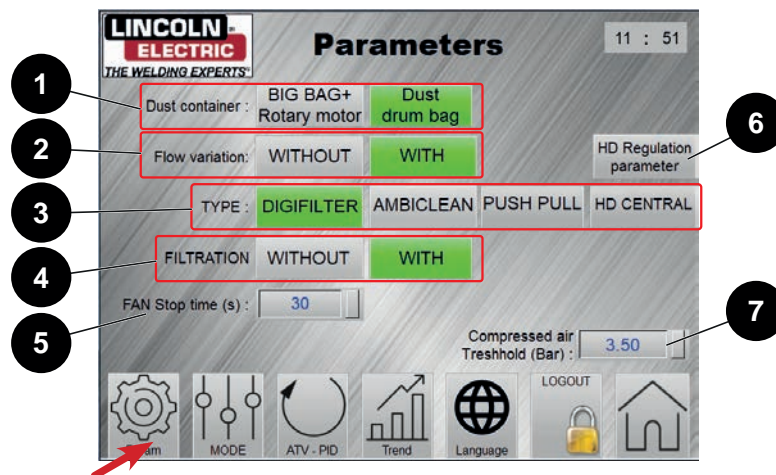 LINCOLN
ELECTRIC
THE WELDING EXPERTS®
Parameters
11 : 51
1
Dust container :
BIG BAG+
Rotary motor
Dust
drum bag
2
Flow variation:
WITHOUT
WITH
HD Regulation
parameter
6
3
TYPE :
DIGIFILTER
AMBICLEAN
PUSH PULL
HD CENTRAL
4
FILTRATION
WITHOUT
WITH
5
FAN Stop time (s) :
30
Compressed air
Treshhold (Bar) :
3.50
7
MODE
ATV - PID
Trend
Language
LOGOUT